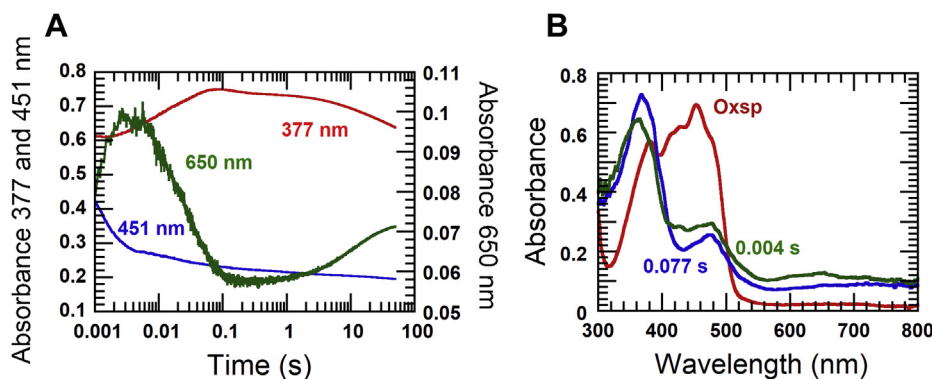 A
Absorbance 377 and 451 nm
0.8
0.7
0.6
0.5
0.4
0.3
0.2
0.1
377 nm
650 nm
451 nm
0.11
0.1
0.09
0.08
0.07
0.06
0.05
Absorbance 650 nm
0.001 0.01 0.1 1 10 100
Time (s)
B
Absorbance
0.8
0.6
0.4
0.2
0
Oxsp
0.004 s
0.077 s
300 400 500 600 700 800
Wavelength (nm)